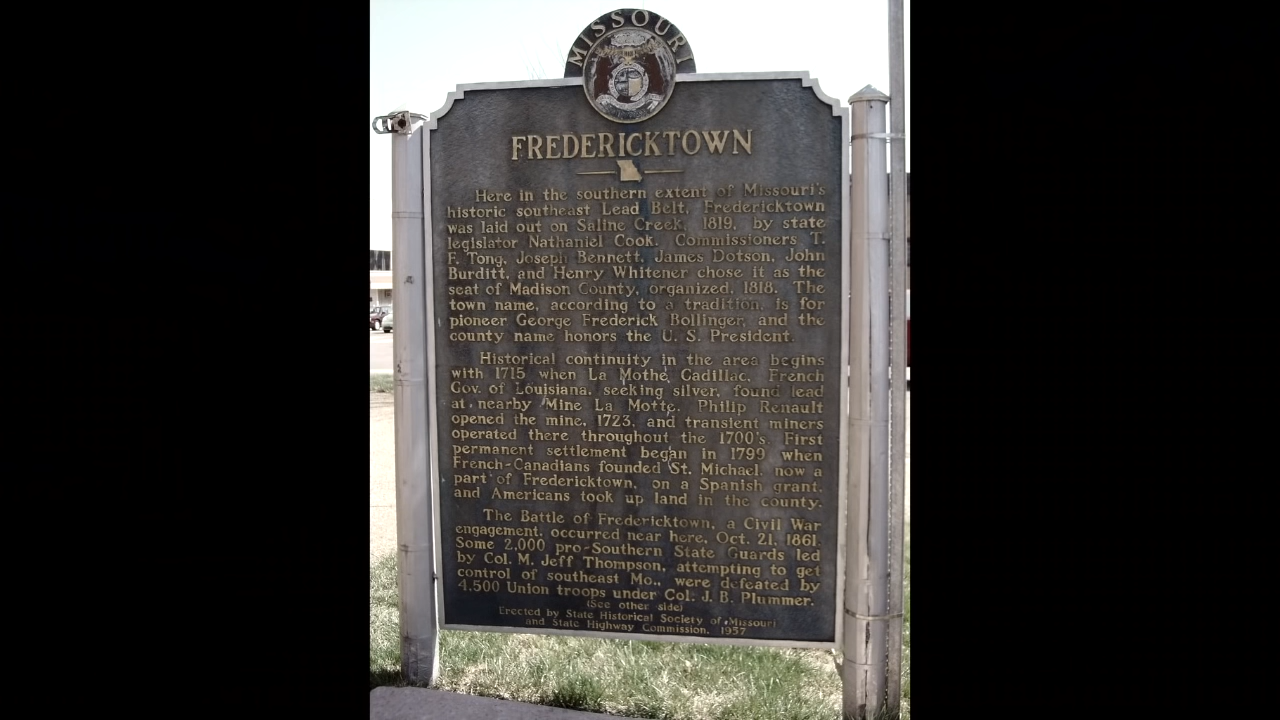 MISSOURI
FREDERICKTOWN
Here in the southern extent of Missouri's
historic southeast Lead Belt, Fredericktown
was laid out on Saline Creek, 1819, by state
legislator Nathaniel Cook. Commissioners T.
F. Tong, Joseph Bennett, James Dotson, John
Burditt, and Henry Whitener chose it as the
seat of Madison County, organized, 1818. The
town name, according to a tradition, is for
pioneer George Frederick Bollinger, and the
county name honors the U. S. President.
Historical continuity in the area begins
with 1715 when La Mothe Cadillac, French
Gov. of Louisiana, seeking silver, found lead
at nearby Mine La Motte. Philip Renault
opened the mine, 1723, and transient miners
operated there throughout the 1700's. First
permanent settlement began in 1799 when
French-Canadians founded St. Michael, now a
part of Fredericktown, on a Spanish grant,
and Americans took up land in the county.
The Battle of Fredericktown, a Civil War
engagement, occurred near here, Oct. 21, 1861.
Some 2,000 pro-Southern State Guards led
by Col. M. Jeff Thompson, attempting to get
control of southeast Mo., were defeated by
4,500 Union troops under Col. J. B. Plummer.
(See other side)
Erected by State Historical Society of Missouri
and State Highway Commission, 1957